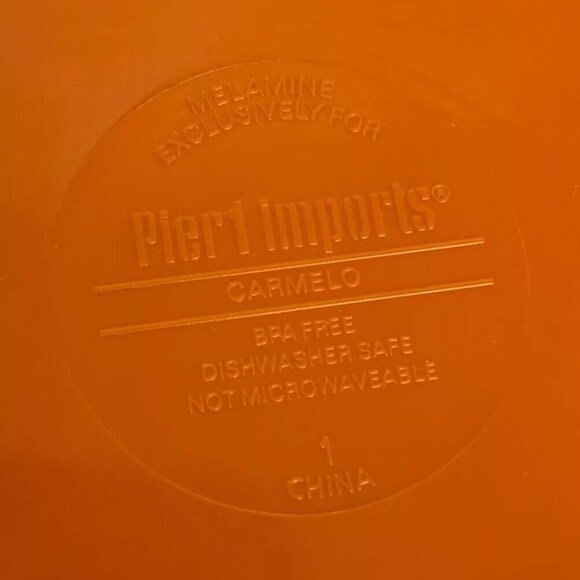 MELAMINE
EXCLUSIVELY FOR
Pier1 imports®
CARMELO
BPA FREE
DISHWASHER SAFE
NOT MICROWAVEABLE
1
CHINA